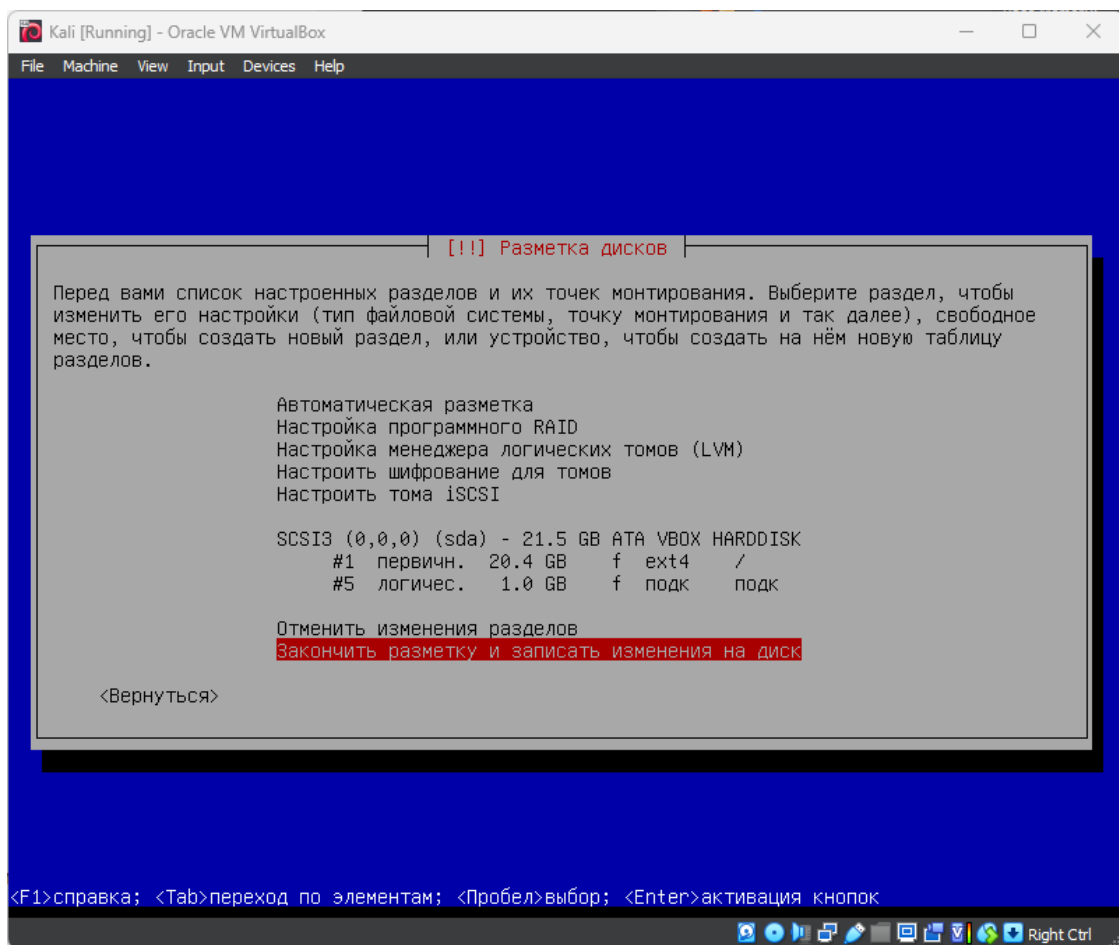 Kali [Running] - Oracle VM VirtualBox
File Machine View Input Devices Help
[!!] Разметка дисков
Перед вами список настроенных разделов и их точек монтирования. Выберите раздел, чтобы
изменить его настройки (тип файловой системы, точку монтирования и так далее), свободное
место, чтобы создать новый раздел, или устройство, чтобы создать на нём новую таблицу
разделов.
Автоматическая разметка
Настройка программного RAID
Настройка менеджера логических томов (LVM)
Настроить шифрование для томов
Настроить тома iSCSI
SCSI3 (0,0,0) (sda) - 21.5 GB ATA VBOX HARDDISK
#1 первичн. 20.4 GB f ext4 /
#5 логичес. 1.0 GB f подк подк
Отменить изменения разделов
Закончить разметку и записать изменения на диск
<Вернуться>
<F1>справка; <Tab>переход по элементам; <Пробел>выбор; <Enter>активация кнопок
Right Ctrl